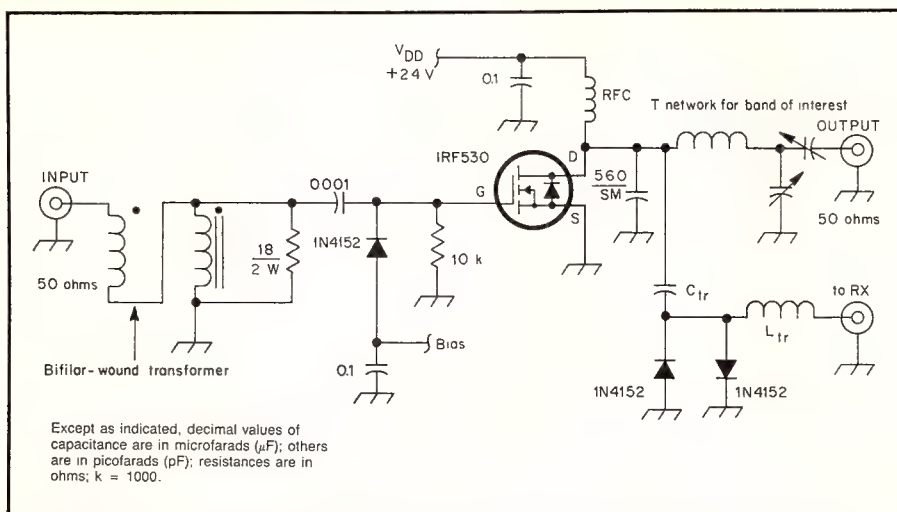 VDD
+24 V
0.1
RFC
T network for band of interest
OUTPUT
IRF530
D
G
S
560
SM
50 ohms
INPUT
0.001
18
2 W
1N4152
10 k
50 ohms
Bifilar-wound transformer
Bias
0.1
Ctr
to RX
Ltr
1N4152
1N4152
Except as indicated, decimal values of
capacitance are in microfarads (µF); others
are in picofarads (pF); resistances are in
ohms; k = 1000.